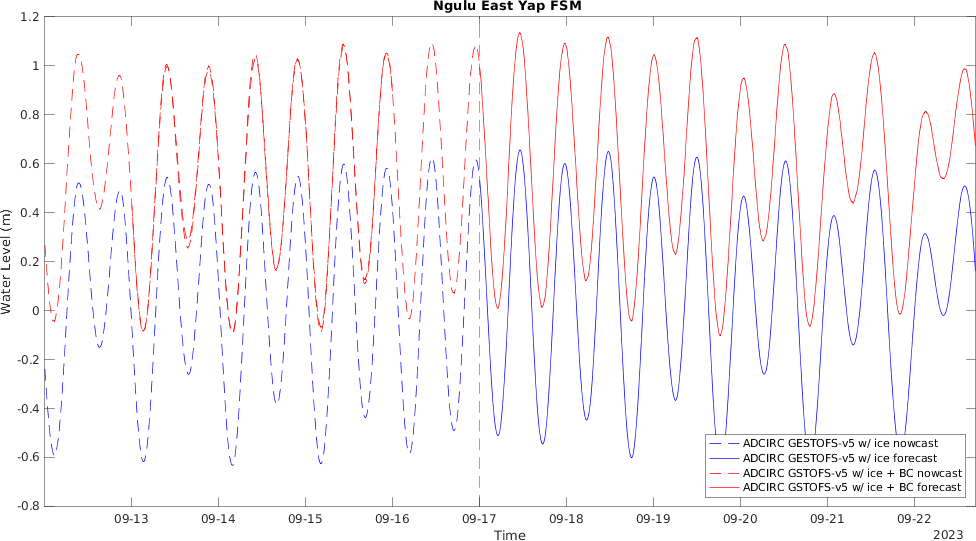 Ngulu East Yap FSM
1.2
1
0.8
0.6
0.4
0.2
0
-0.2
-0.4
-0.6
-0.8
Water Level (m)
ADCIRC GESTOFS-v5 w/ ice nowcast
ADCIRC GESTOFS-v5 w/ ice forecast
ADCIRC GSTOFS-v5 w/ ice + BC nowcast
ADCIRC GSTOFS-v5 w/ ice + BC forecast
09-13 09-14 09-15 09-16 09-17 09-18 09-19 09-20 09-21 09-22
Time
2023